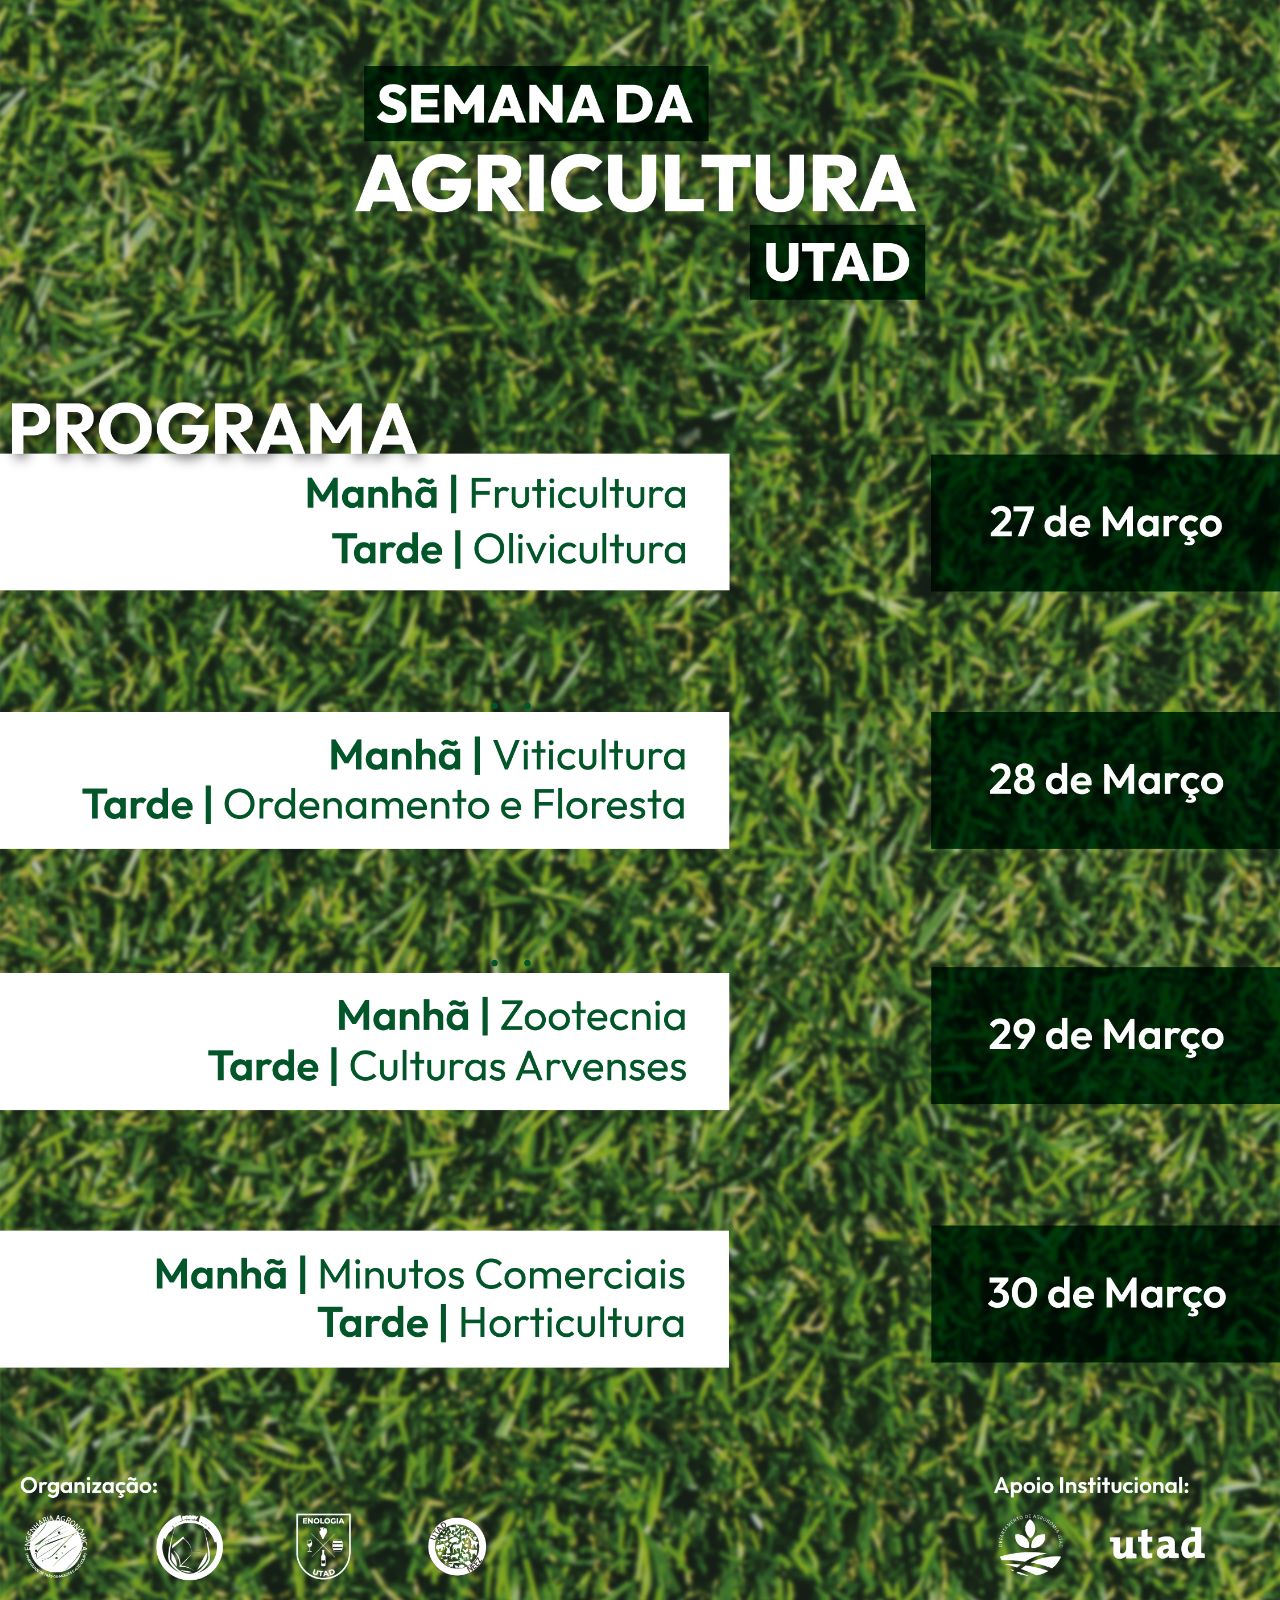 SEMANA DA
AGRICULTURA
UTAD
PROGRAMA
Manhã | Fruticultura
Tarde | Olivicultura
27 de Março
Manhã | Viticultura
Tarde | Ordenamento e Floresta
28 de Março
Manhã | Zootecnia
Tarde | Culturas Arvenses
29 de Março
Manhã | Minutos Comerciais
Tarde | Horticultura
30 de Março
Organização:
ENGENHARIA AGRONÓMICA
ENOLOGIA
UTAD
UTAD
Apoio Institucional:
utad